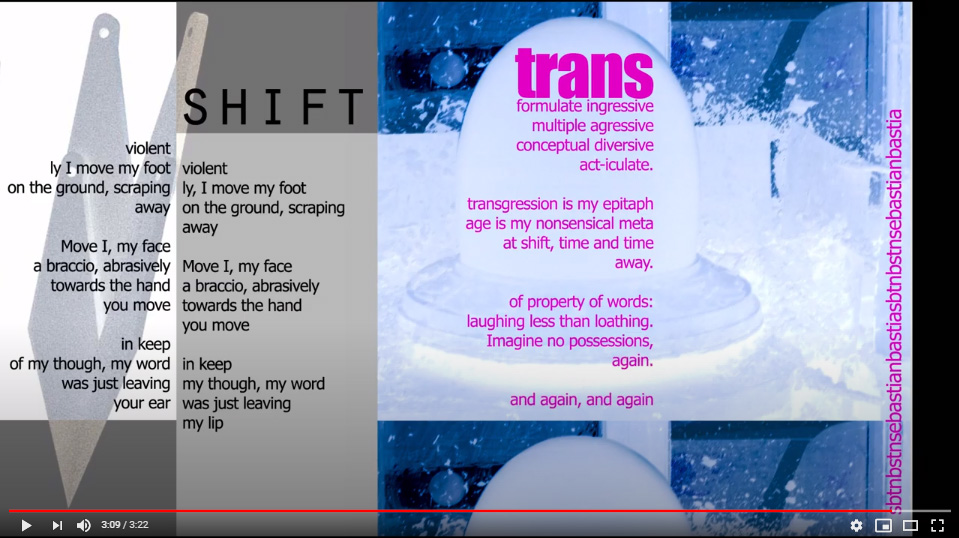 SHIFT
violent
ly I move my foot
on the ground, scraping
away
Move I, my face
a braccio, abrasively
towards the hand
you move
in keep
of my though, my word
was just leaving
your ear
violent
ly, I move my foot
on the ground, scraping
away
Move I, my face
a braccio, abrasively
towards the hand
you move
in keep
my though, my word
was just leaving
my lip
trans
formulate ingressive
multiple agressive
conceptual diversive
act-iculate.
transgression is my epitaph
age is my nonsensical meta
at shift, time and time
away.
of property of words:
laughing less than loathing.
Imagine no possessions,
again.
and again, and again
sbtnbstnsebastianbastiasbtnbstnsebastianbastia
3:09 / 3:22